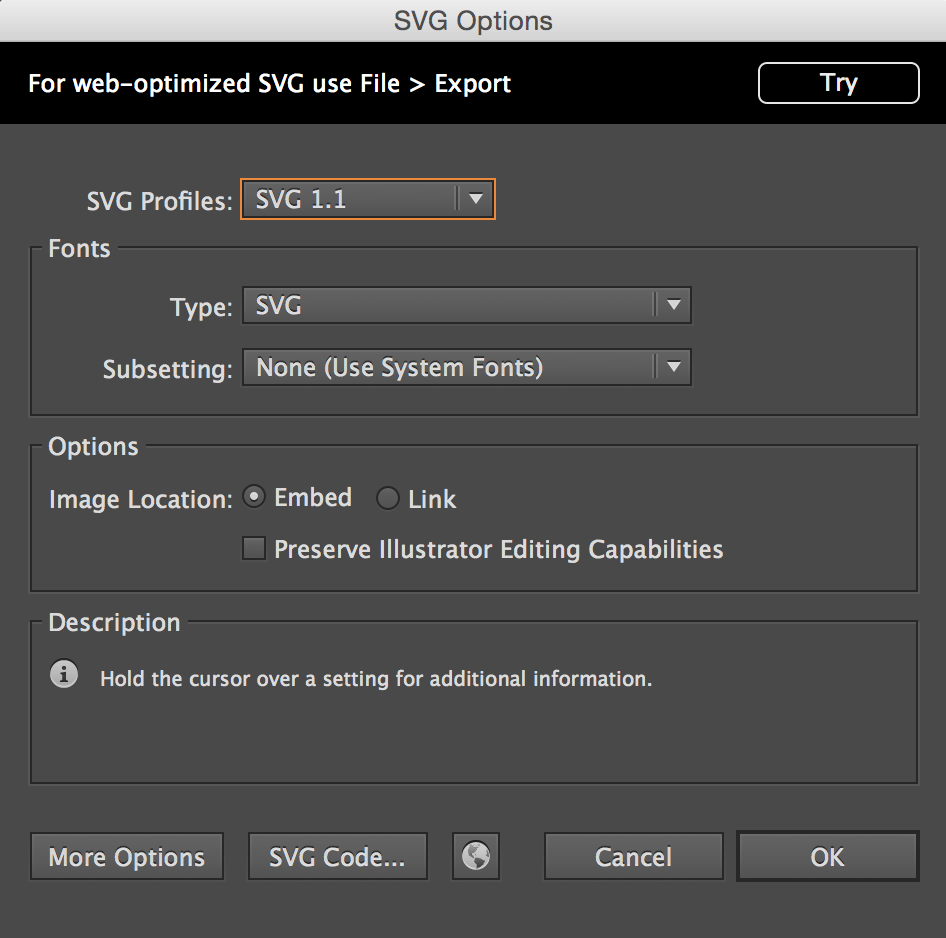 SVG Options
For web-optimized SVG use File > Export
Try
SVG Profiles: SVG 1.1
Fonts
Type: SVG
Subsetting: None (Use System Fonts)
Options
Image Location: Embed Link
Preserve Illustrator Editing Capabilities
Description
Hold the cursor over a setting for additional information.
More Options SVG Code... Cancel OK